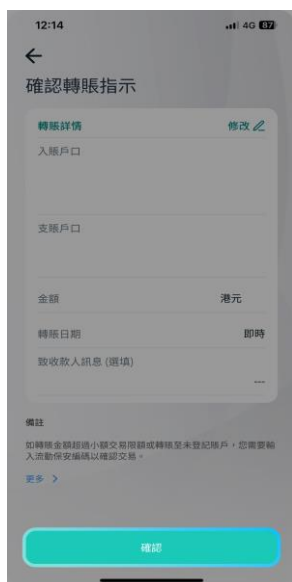 12:14 4G 87
確認轉賬指示
轉賬詳情 修改
入賬戶口
支賬戶口
金額 港元
轉賬日期 即時
致收款人訊息 (選填)
---
備註
如轉賬金額超過小額交易限額或轉賬至未登記賬戶，您需要輸
入流動保安編碼以確認交易。
更多 >
確認